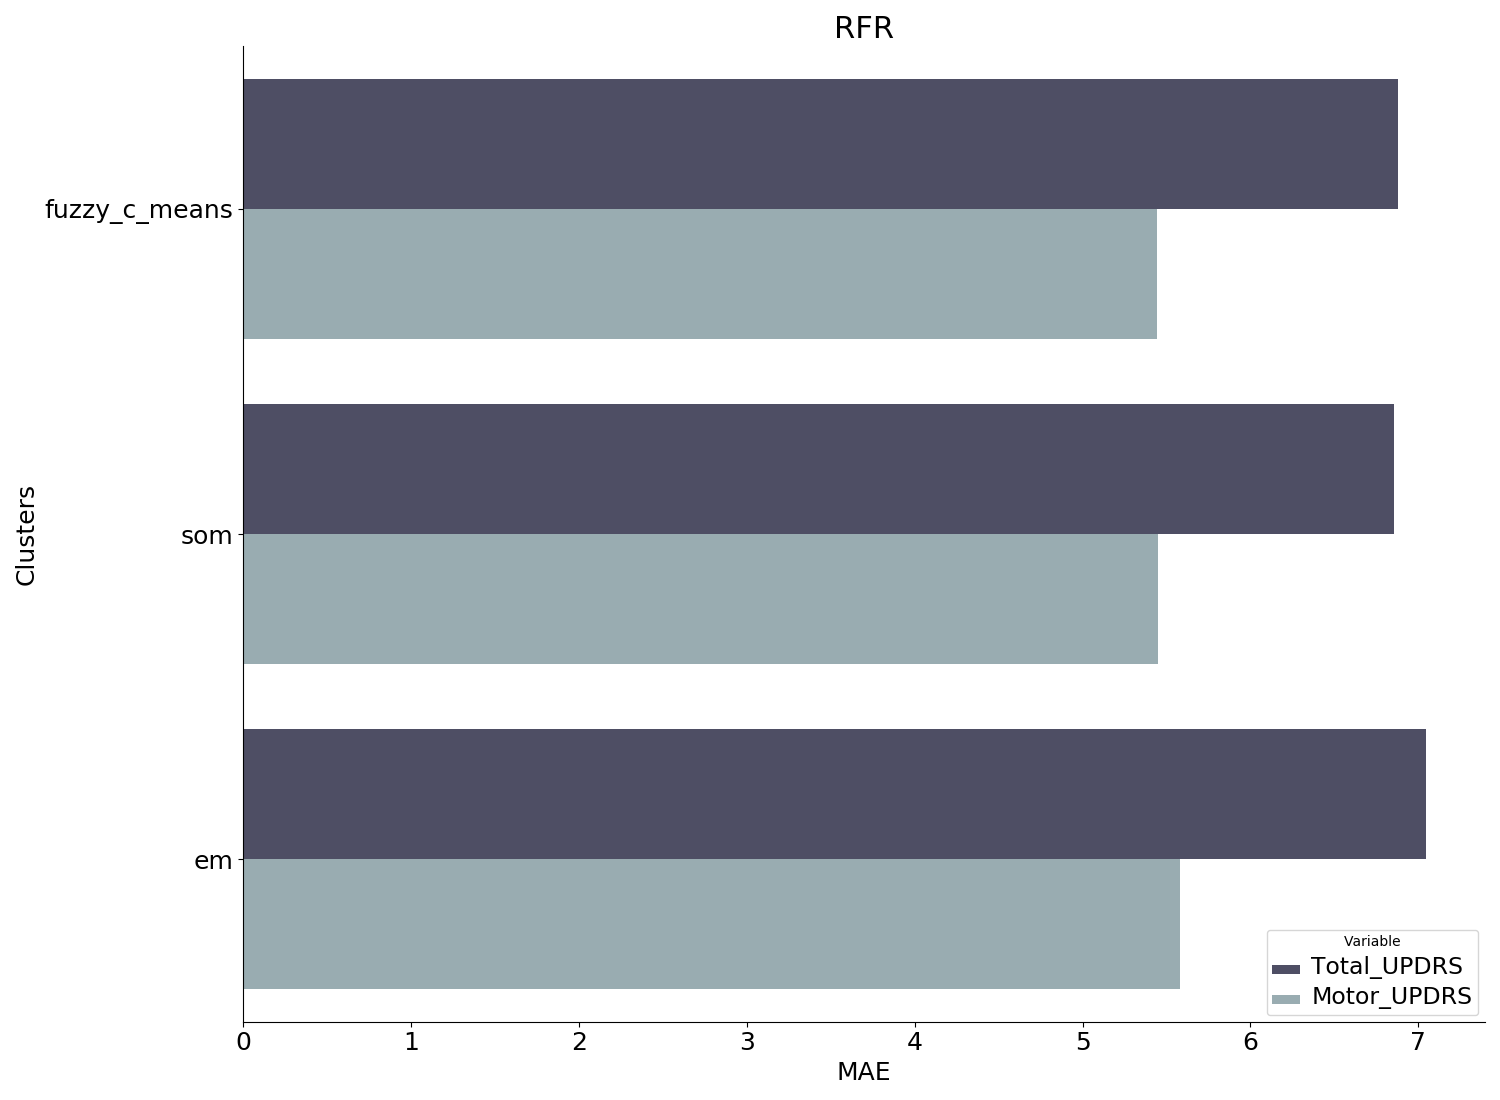 RFR
fuzzy_c_means
som
em
Clusters
0 1 2 3 4 5 6 7
MAE
Variable
Total_UPDRS
Motor_UPDRS